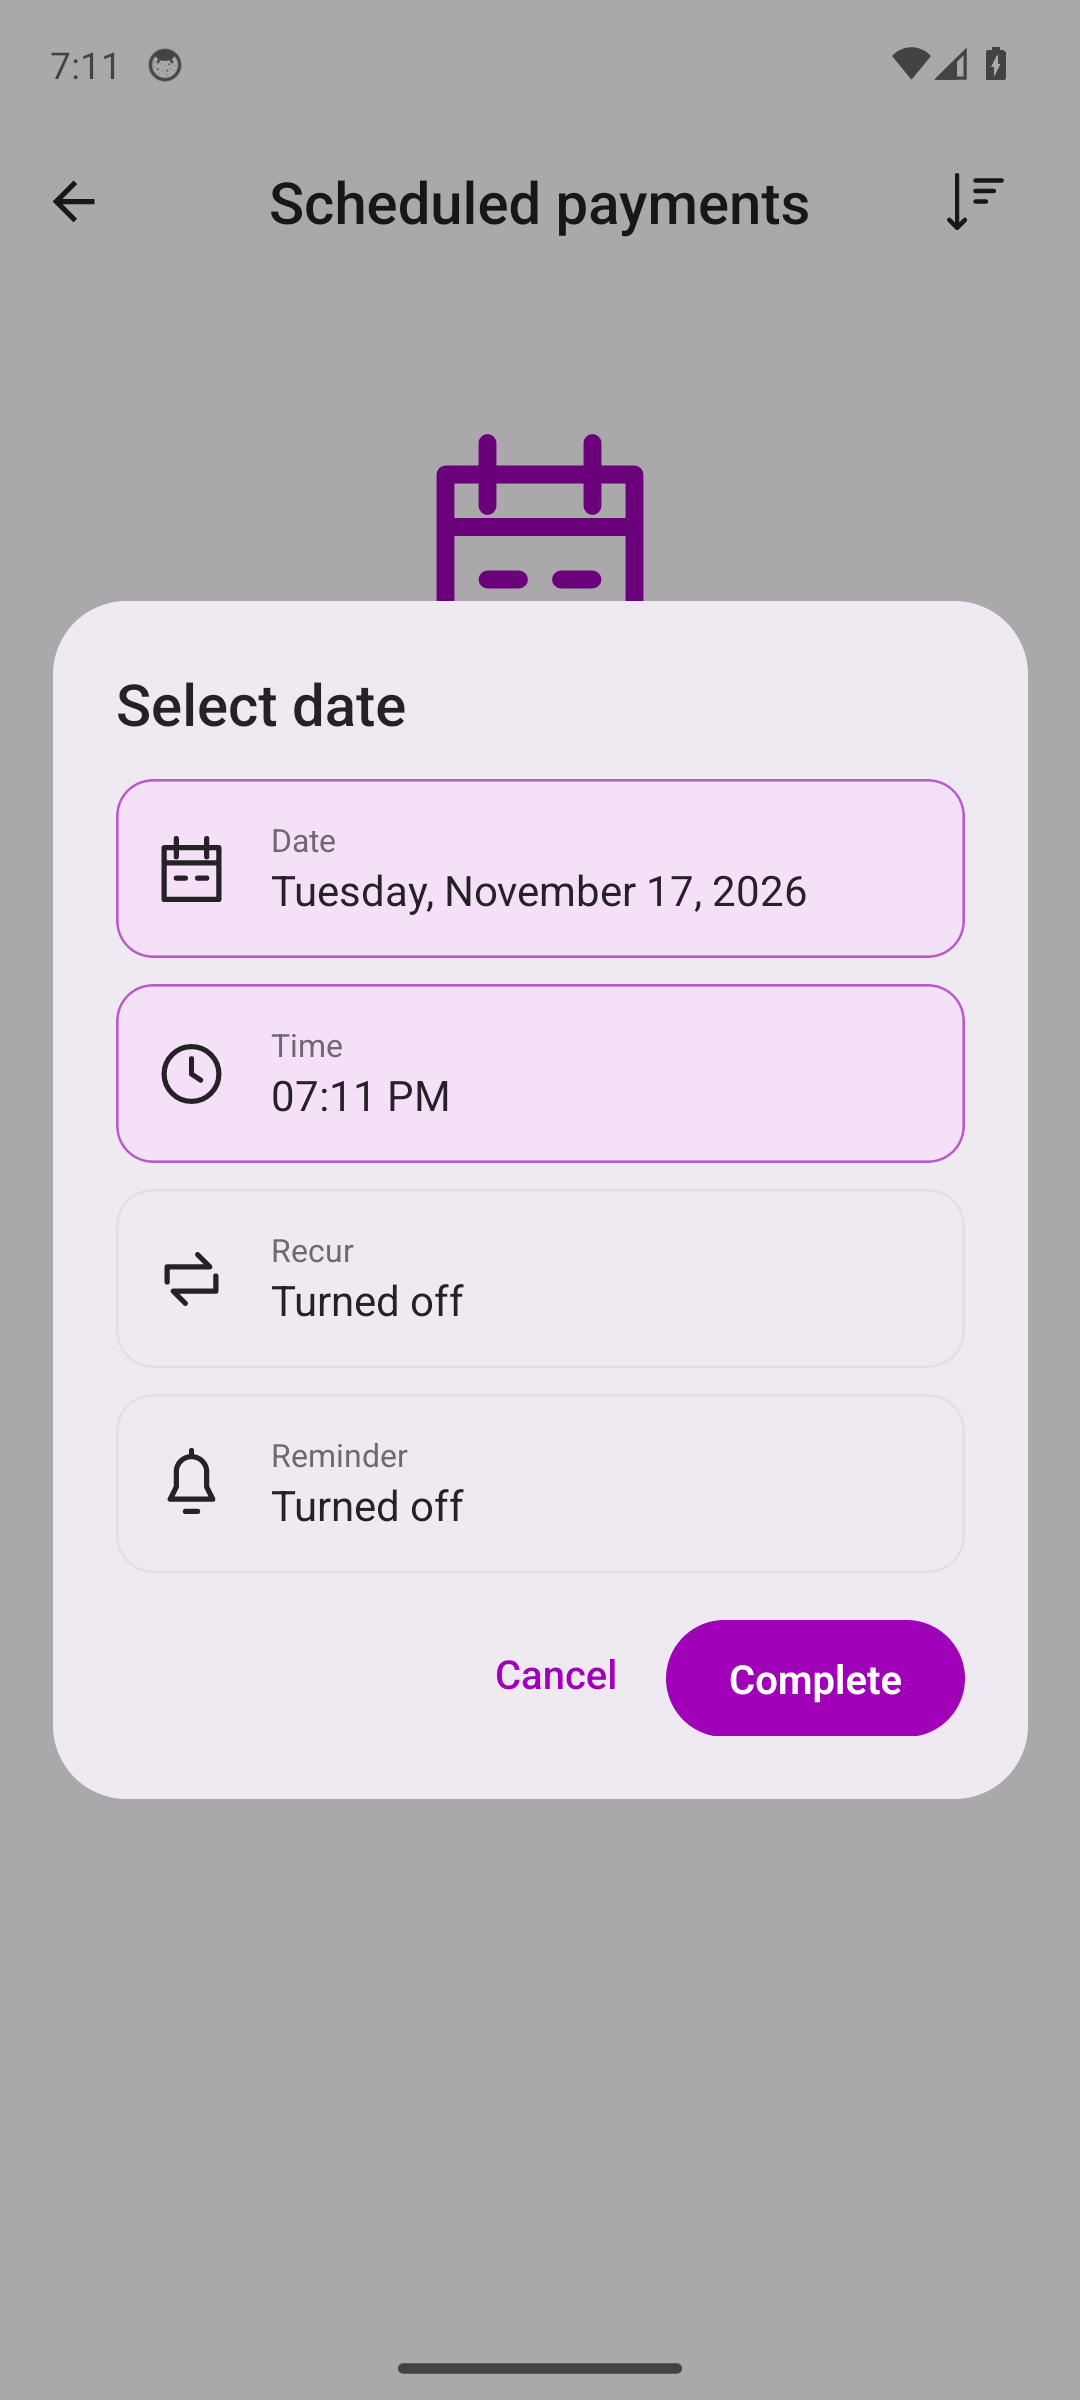 7:11
Scheduled payments
Select date
Date
Tuesday, November 17, 2026
Time
07:11 PM
Recur
Turned off
Reminder
Turned off
Cancel
Complete